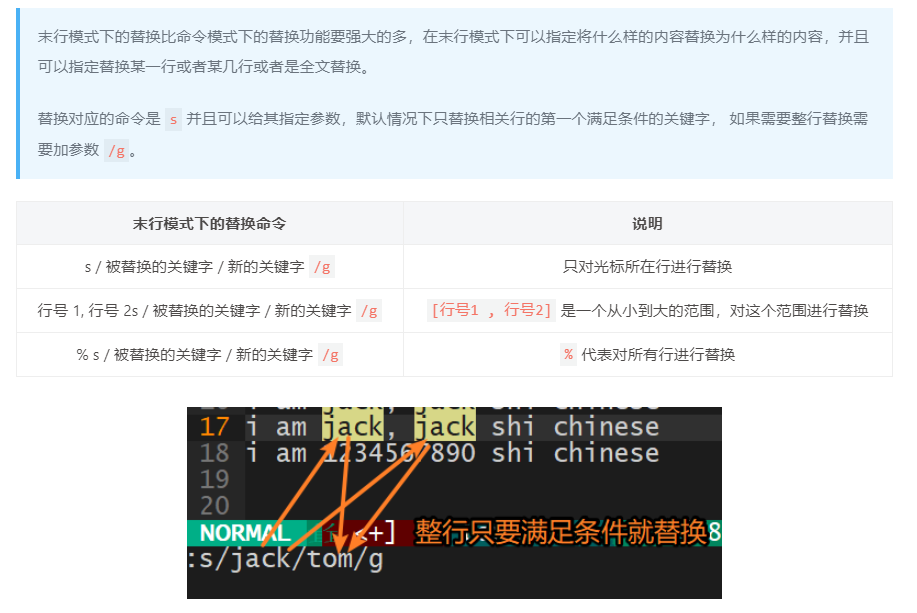 末行模式下的替换比命令模式下的替换功能要强大的多，在末行模式下可以指定将什么样的内容替换为什么样的内容，并且
可以指定替换某一行或者某几行或者是全文替换。
替换对应的命令是 s 并且可以给其指定参数，默认情况下只替换相关行的第一个满足条件的关键字， 如果需要整行替换需
要加参数 /g。
末行模式下的替换命令 说明
s / 被替换的关键字 / 新的关键字 /g 只对光标所在行进行替换
行号 1, 行号 2s / 被替换的关键字 / 新的关键字 /g [行号1 , 行号2] 是一个从小到大的范围，对这个范围进行替换
% s / 被替换的关键字 / 新的关键字 /g % 代表对所有行进行替换
i am jack, jack shi chinese
17 i am jack, jack shi chinese
18 i am 1234567890 shi chinese
19
20
NORMAL <+] 整行只要满足条件就替换8
:s/jack/tom/g